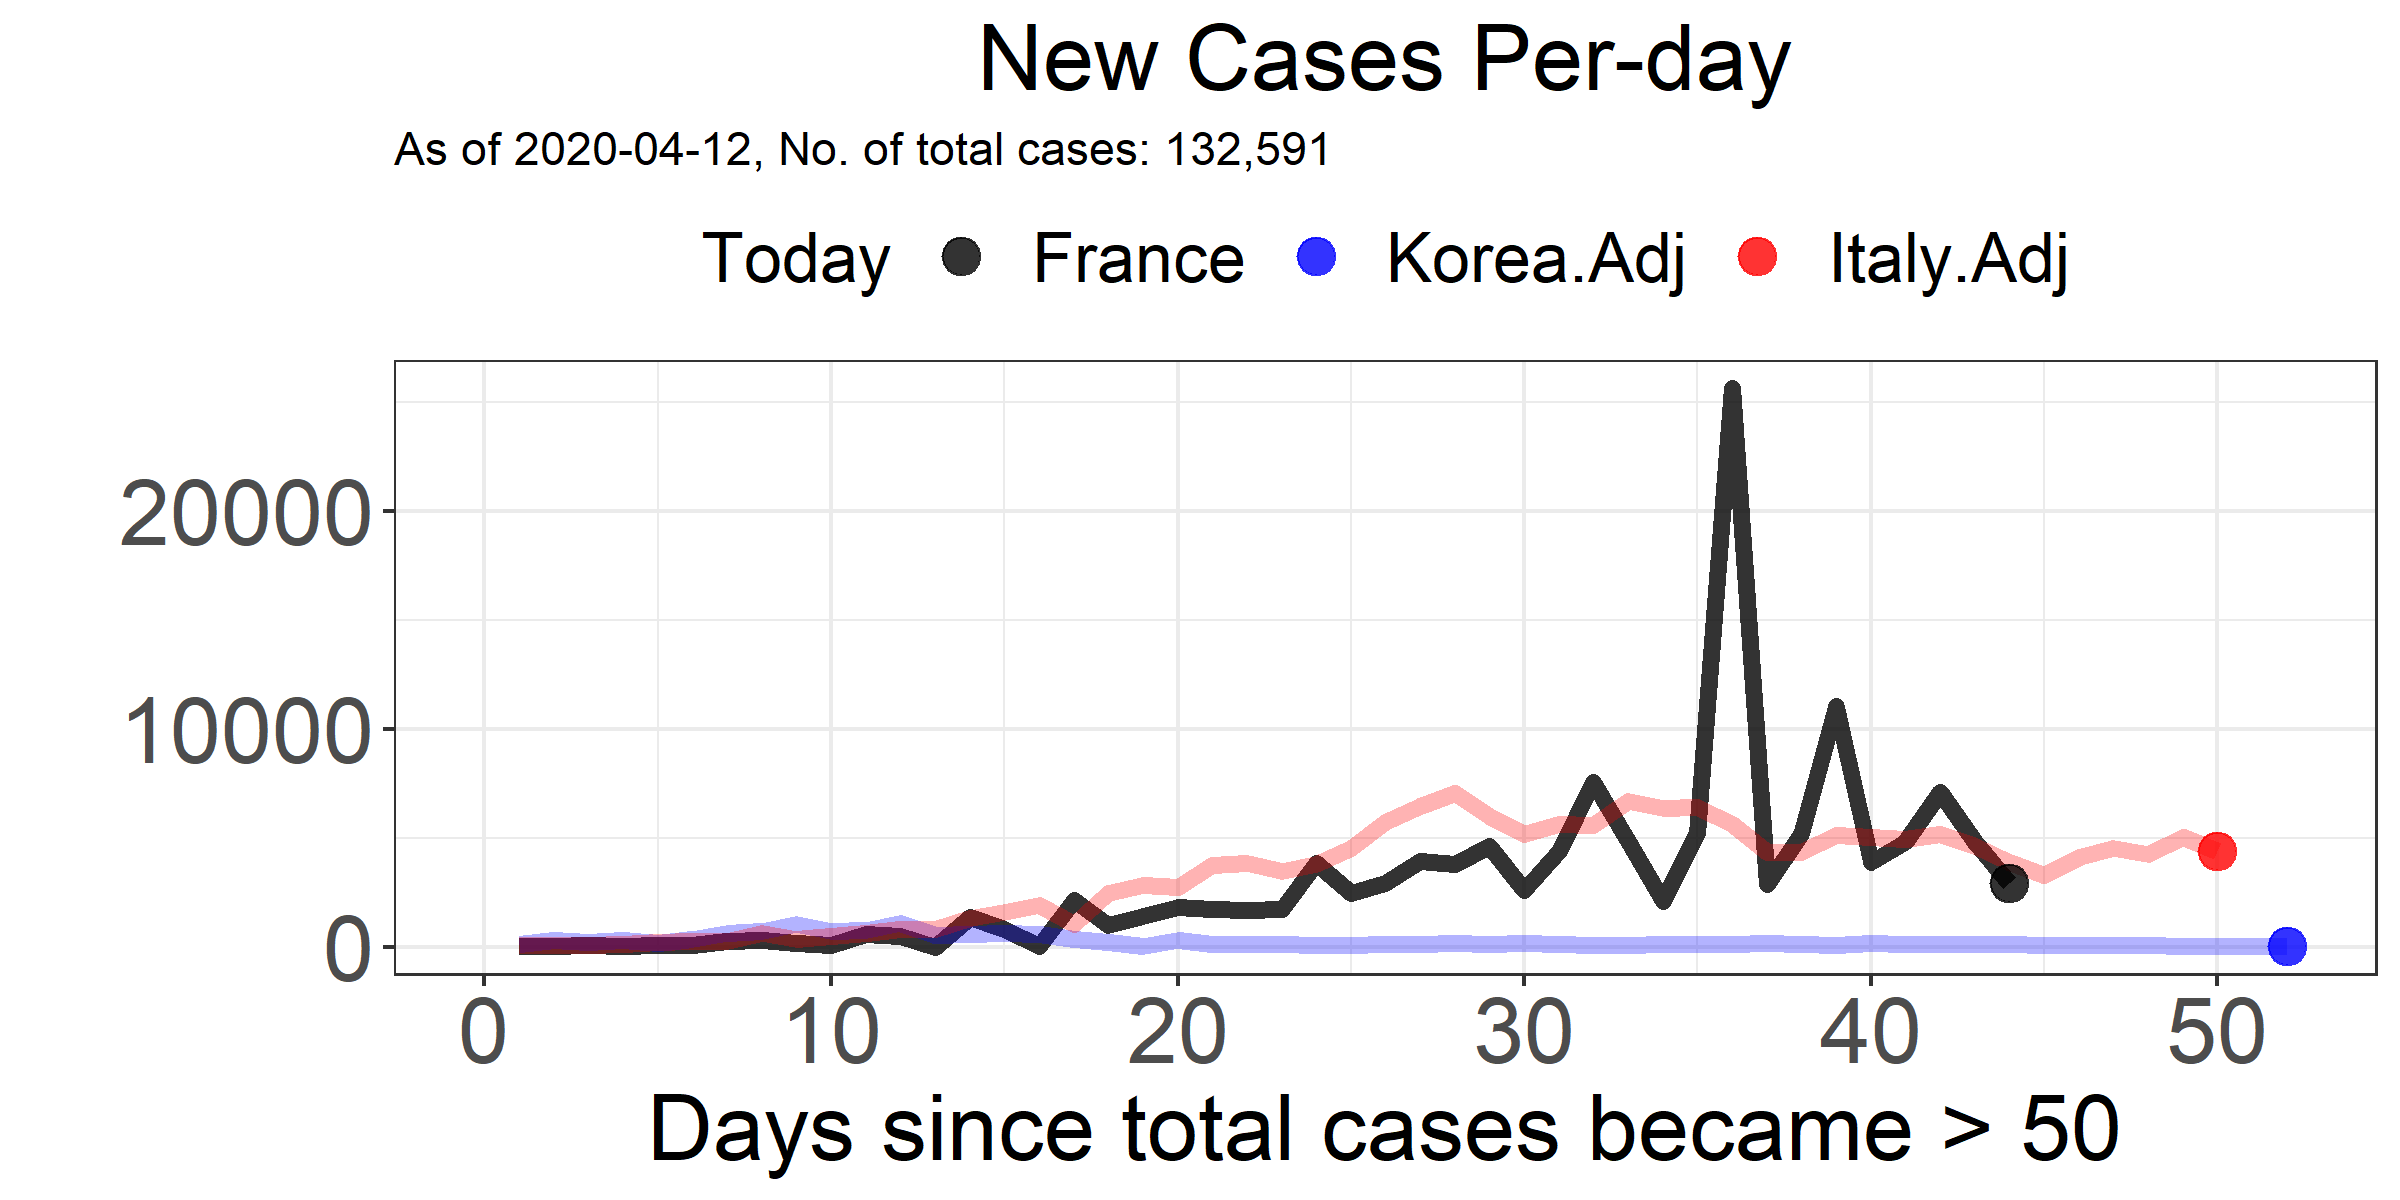 New Cases Per-day
As of 2020-04-12, No. of total cases: 132,591
Today France Korea.Adj Italy.Adj
20000
10000
0
0 10 20 30 40 50
Days since total cases became > 50